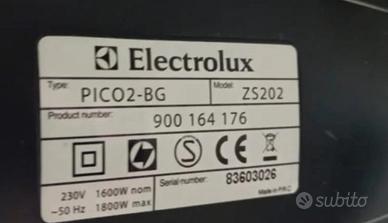 Electrolux
Type:
PICO2-BG
Model:
ZS202
Product number:
900 164 176
S
CE
230V 1600W nom
~50 Hz 1800W max
Serial number:
83603026
Made in P.R.C
subito